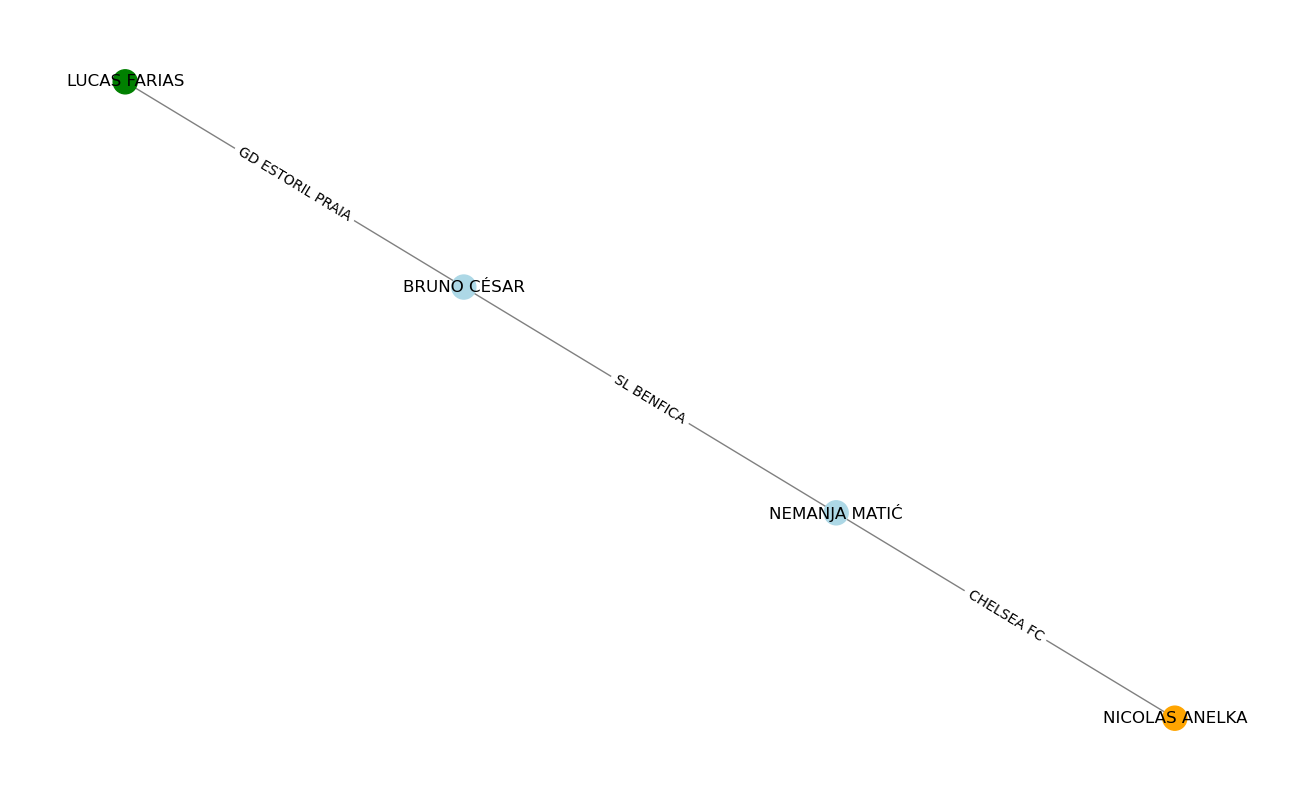 LUCAS FARIAS
GD ESTORIL PRAIA
BRUNO CÉSAR
SL BENFICA
NEMANJA MATIĆ
CHELSEA FC
NICOLAS ANELKA